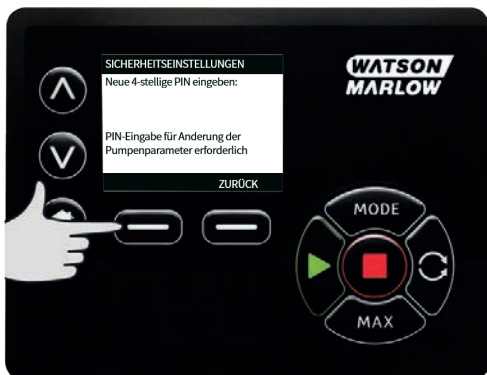 SICHERHEITSEINSTELLUNGEN
Neue 4-stellige PIN eingeben:
PIN-Eingabe für Änderung der
Pumpenparameter erforderlich
ZURÜCK
WATSON
MARLOW
MODE
MAX